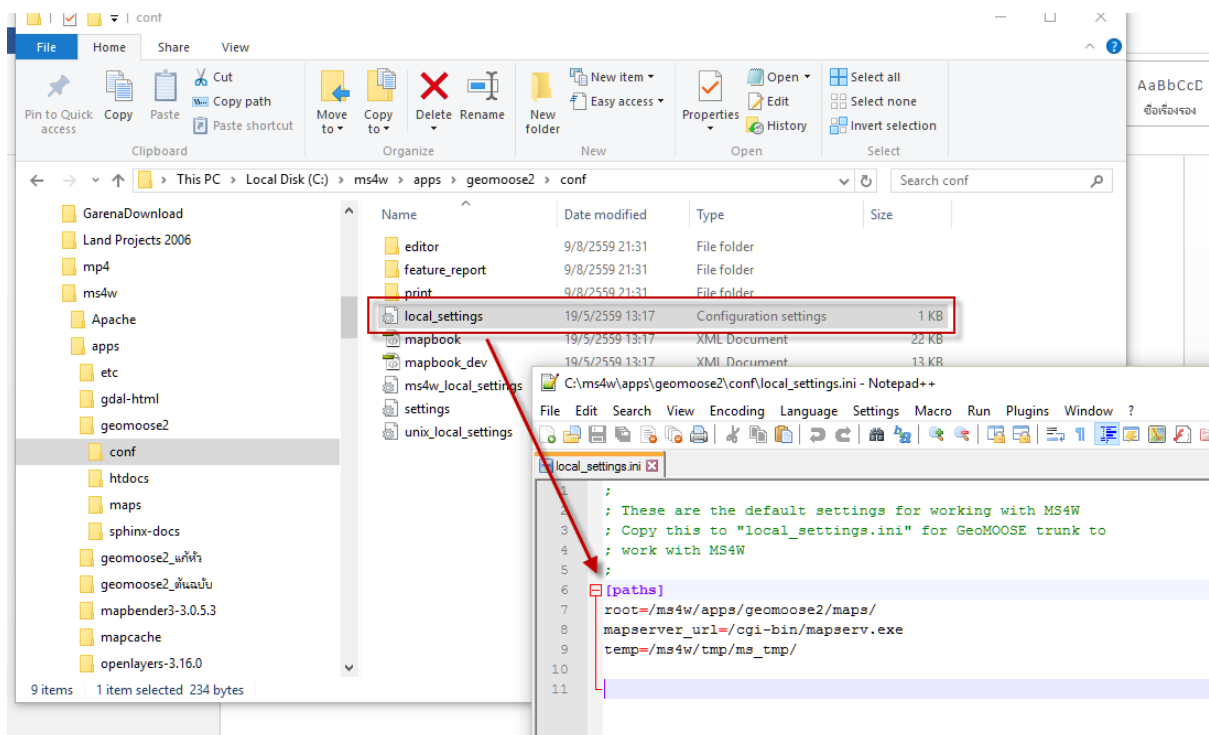 conf
File Home Share View
Pin to Quick access
Copy
Paste
Cut
Copy path
Paste shortcut
Clipboard
Move to
Copy to
Delete
Rename
Organize
New folder
New item
Easy access
New
Properties
Open
Edit
History
Open
Select all
Select none
Invert selection
Select
AaBbCcD
ชื่อเรื่องรอง
This PC > Local Disk (C:) > ms4w > apps > geomoose2 > conf
Search conf
GarenaDownload
Land Projects 2006
mp4
ms4w
Apache
apps
etc
gdal-html
geomoose2
conf
htdocs
maps
sphinx-docs
geomoose2_แก้หัว
geomoose2_ต้นฉบับ
mapbender3-3.0.5.3
mapcache
openlayers-3.16.0
Name Date modified Type Size
editor 9/8/2559 21:31 File folder
feature_report 9/8/2559 21:31 File folder
print 9/8/2559 21:31 File folder
local_settings 19/5/2559 13:17 Configuration settings 1 KB
mapbook 19/5/2559 13:17 XML Document 22 KB
mapbook_dev 19/5/2559 13:17 XML Document 13 KB
ms4w_local_settings
settings
unix_local_settings
9 items 1 item selected 234 bytes
C:\ms4w\apps\geomoose2\conf\local_settings.ini - Notepad++
File Edit Search View Encoding Language Settings Macro Run Plugins Window ?
local_settings.ini
1 ;
2 ; These are the default settings for working with MS4W
3 ; Copy this to "local_settings.ini" for GeoMOOSE trunk to
4 ; work with MS4W
5 ;
6 [paths]
7 root=/ms4w/apps/geomoose2/maps/
8 mapserver_url=/cgi-bin/mapserv.exe
9 temp=/ms4w/tmp/ms_tmp/
10
11